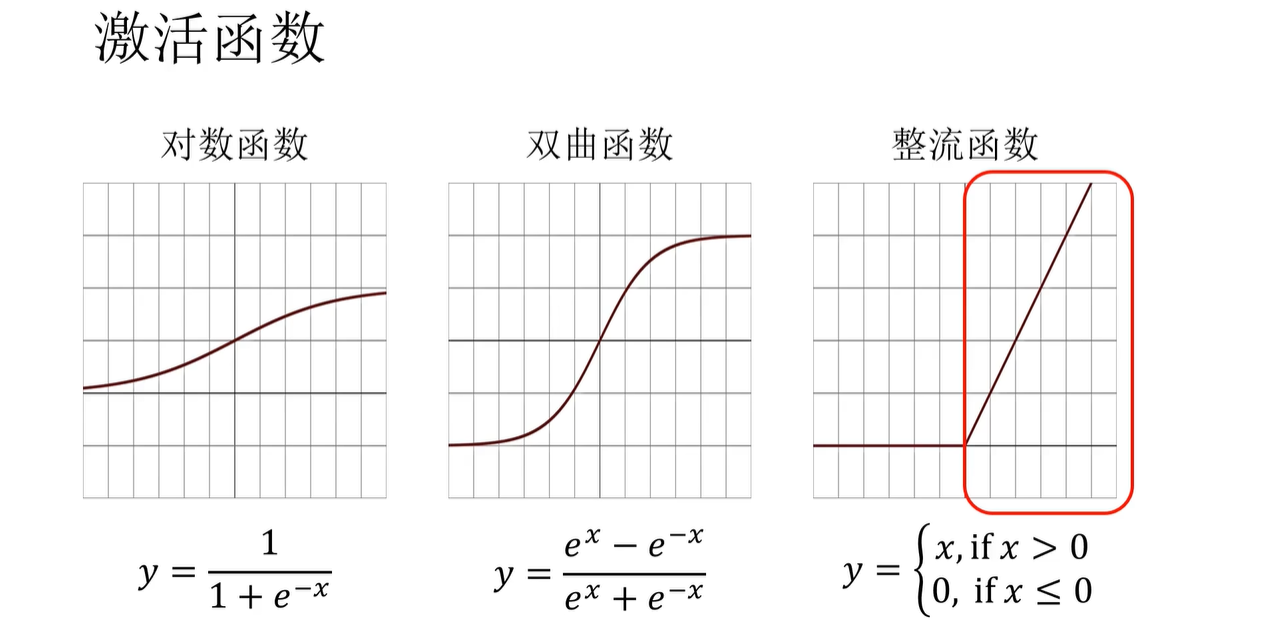 激活函数
对数函数
双曲函数
整流函数
y = 1 / (1 + e^{-x})
y = (e^x − e^{-x}) / (e^x + e^{-x})
y = { x, if x > 0
0, if x ≤ 0